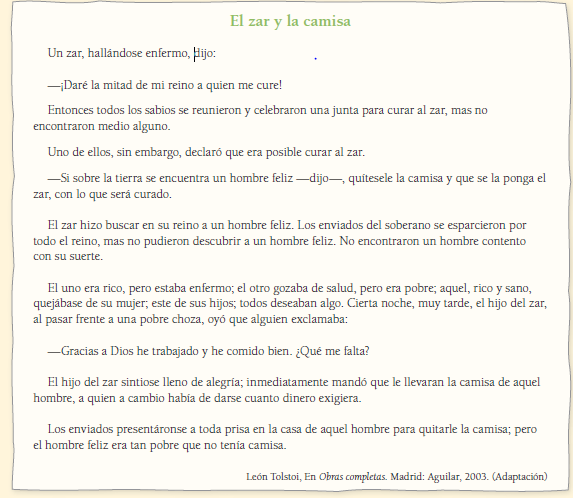 El zar y la camisa
Un zar, hallándose enfermo, dijo:
—¡Daré la mitad de mi reino a quien me cure!
Entonces todos los sabios se reunieron y celebraron una junta para curar al zar, mas no
encontraron medio alguno.
Uno de ellos, sin embargo, declaró que era posible curar al zar.
—Si sobre la tierra se encuentra un hombre feliz —dijo—, quítesele la camisa y que se la ponga el
zar, con lo que será curado.
El zar hizo buscar en su reino a un hombre feliz. Los enviados del soberano se esparcieron por
todo el reino, mas no pudieron descubrir a un hombre feliz. No encontraron un hombre contento
con su suerte.
El uno era rico, pero estaba enfermo; el otro gozaba de salud, pero era pobre; aquel, rico y sano,
quejábase de su mujer; este de sus hijos; todos deseaban algo. Cierta noche, muy tarde, el hijo del zar,
al pasar frente a una pobre choza, oyó que alguien exclamaba:
—Gracias a Dios he trabajado y he comido bien. ¿Qué me falta?
El hijo del zar sintiose lleno de alegría; inmediatamente mandó que le llevaran la camisa de aquel
hombre, a quien a cambio había de darse cuanto dinero exigiera.
Los enviados presentáronse a toda prisa en la casa de aquel hombre para quitarle la camisa; pero
el hombre feliz era tan pobre que no tenía camisa.
León Tolstoi, En Obras completas. Madrid: Aguilar, 2003. (Adaptación)